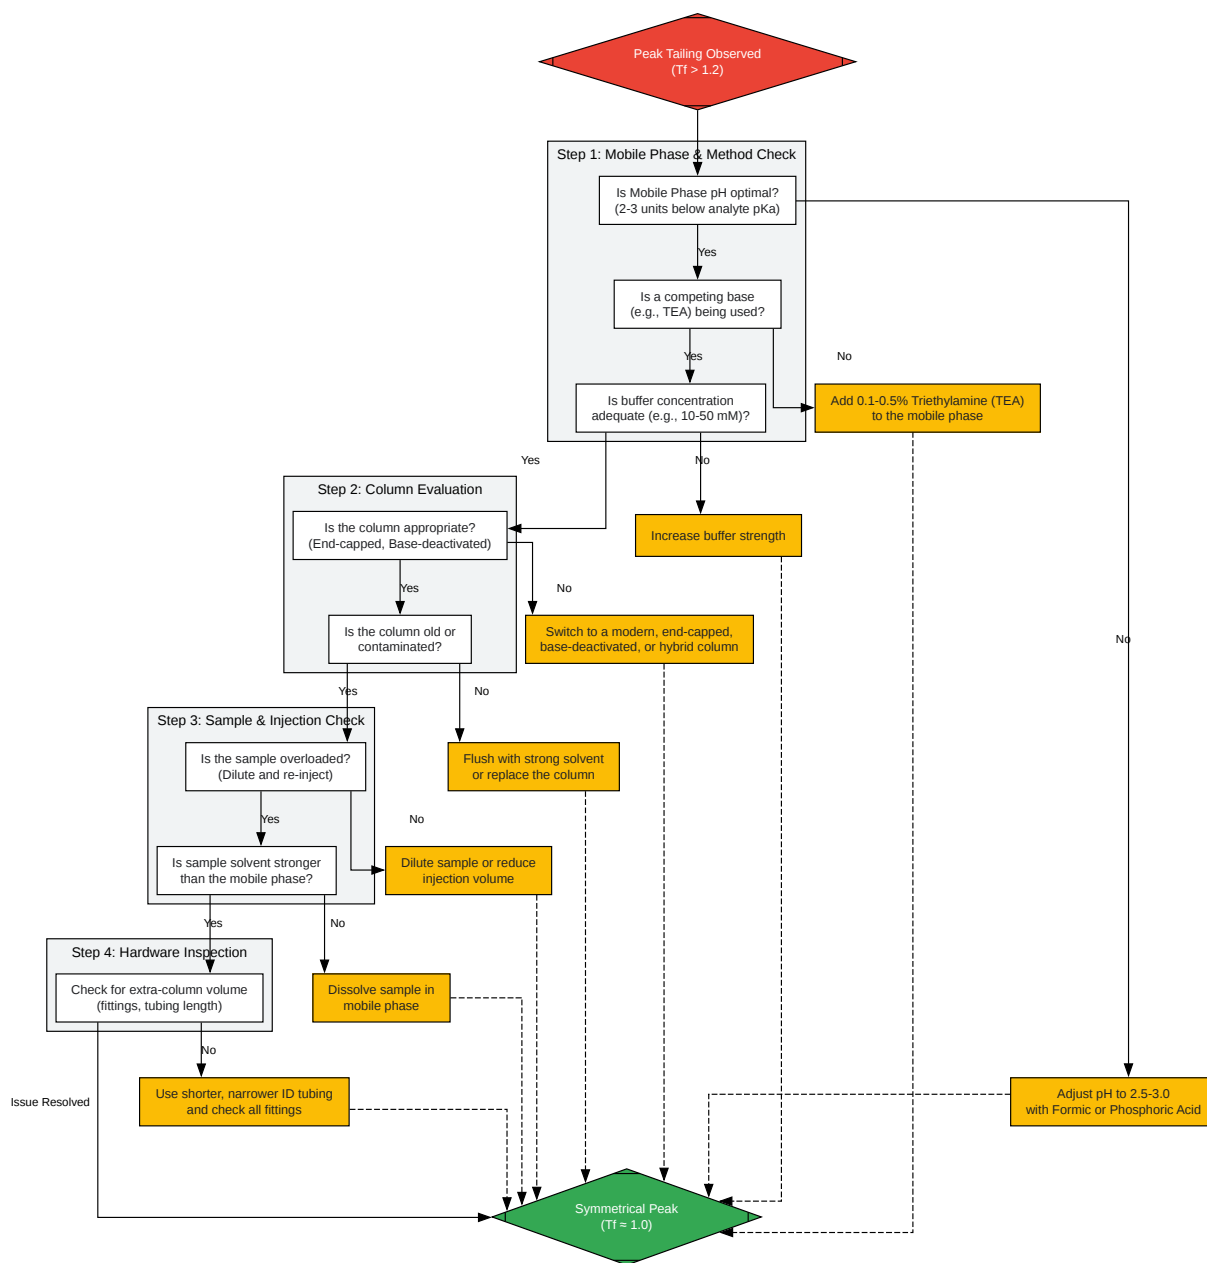 Peak Tailing Observed
(Tf > 1.2)
Step 1: Mobile Phase & Method Check
Is Mobile Phase pH optimal?
(2-3 units below analyte pKa)
Yes
Is a competing base
(e.g., TEA) being used?
Yes
No
Is buffer concentration
adequate (e.g., 10-50 mM)?
Add 0.1-0.5% Triethylamine (TEA)
to the mobile phase
Yes
No
Step 2: Column Evaluation
Is the column appropriate?
(End-capped, Base-deactivated)
Increase buffer strength
Yes
No
Is the column old or
contaminated?
Switch to a modern, end-capped,
base-deactivated, or hybrid column
No
Yes
No
Step 3: Sample & Injection Check
Is the sample overloaded?
(Dilute and re-inject)
Flush with strong solvent
or replace the column
Yes
No
Is sample solvent stronger
than the mobile phase?
Dilute sample or reduce
injection volume
Yes
No
Step 4: Hardware Inspection
Check for extra-column volume
(fittings, tubing length)
Dissolve sample in
mobile phase
No
Issue Resolved
Use shorter, narrower ID tubing
and check all fittings
Adjust pH to 2.5-3.0
with Formic or Phosphoric Acid
Symmetrical Peak
(Tf ≈ 1.0)